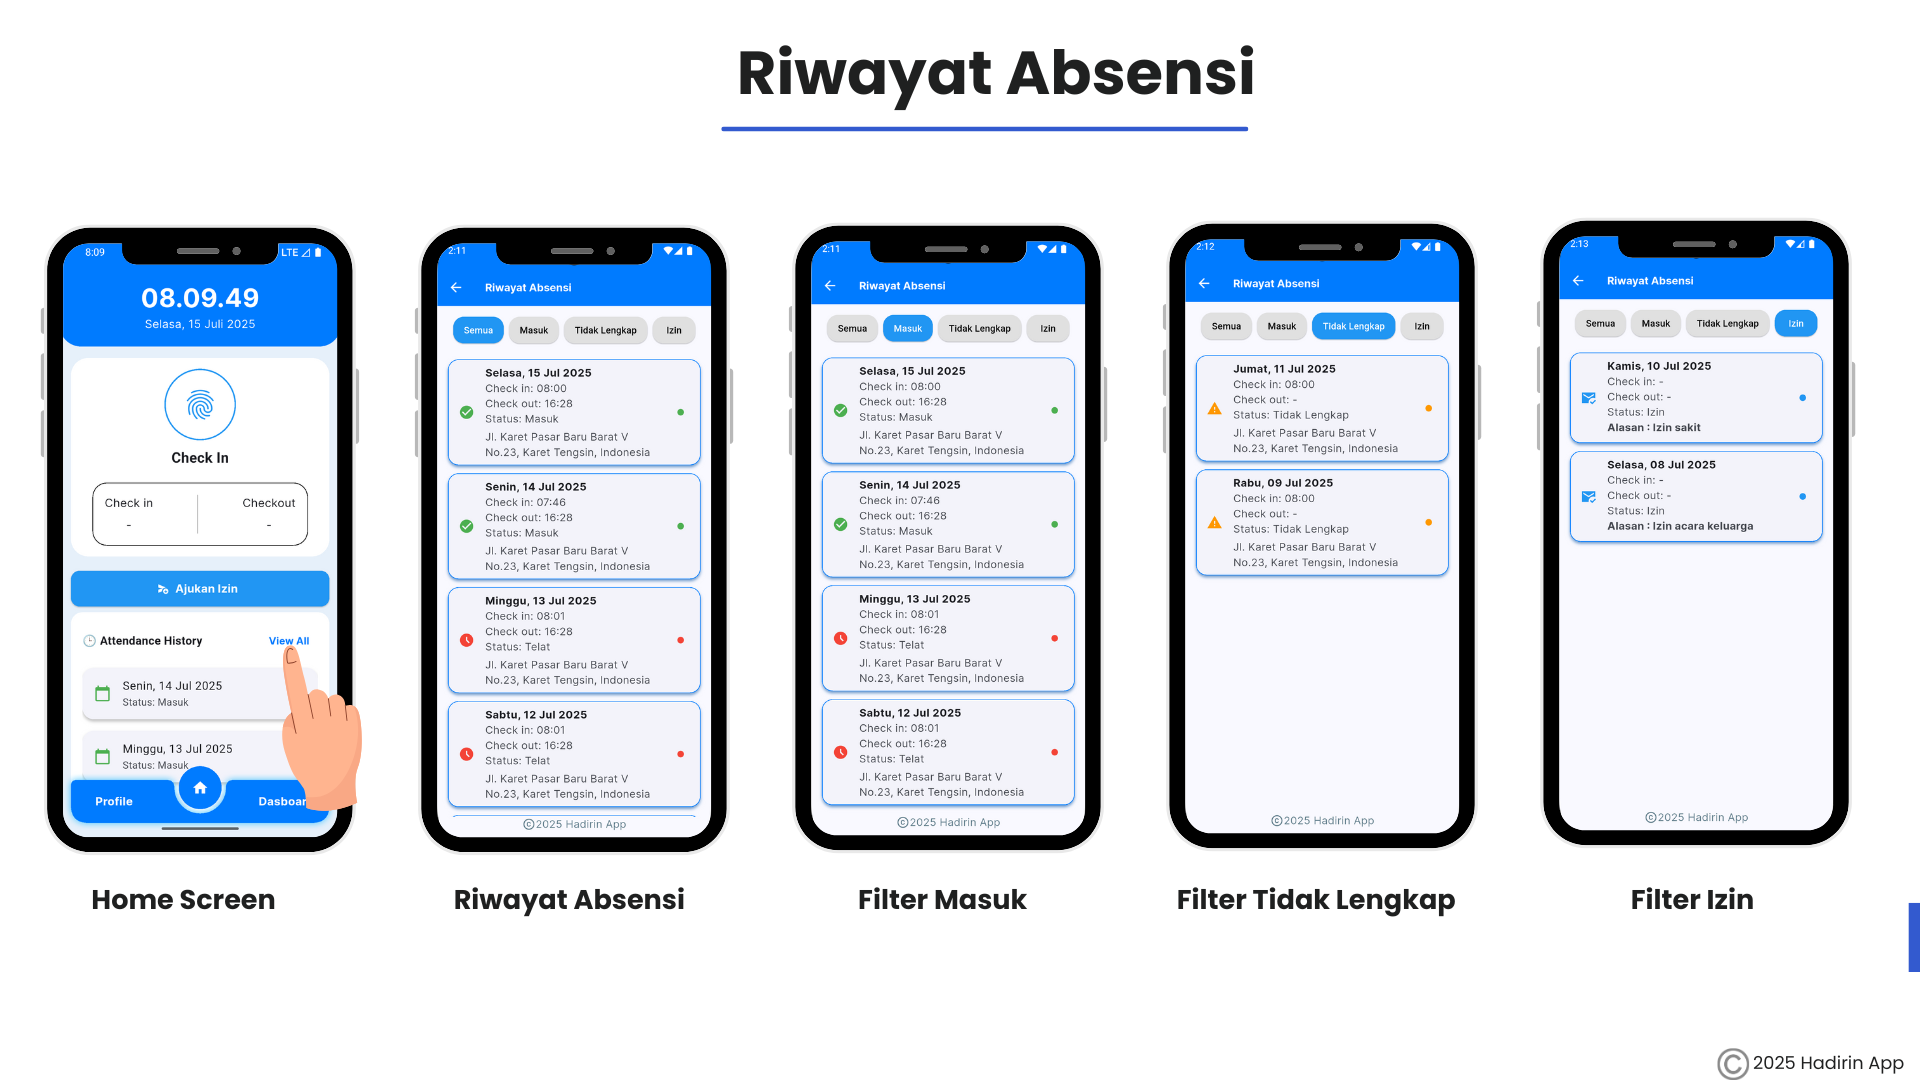 Riwayat Absensi
8:09
LTE
08.09.49
Selasa, 15 Juli 2025
Check In
Check in
Checkout
-
-
Ajukan Izin
Attendance History
View All
Senin, 14 Jul 2025
Status: Masuk
Minggu, 13 Jul 2025
Status: Masuk
Profile
Dasboar
Home Screen
2:11
Riwayat Absensi
Semua
Masuk
Tidak Lengkap
Izin
Selasa, 15 Jul 2025
Check in: 08:00
Check out: 16:28
Status: Masuk
Jl. Karet Pasar Baru Barat V
No.23, Karet Tengsin, Indonesia
Senin, 14 Jul 2025
Check in: 07:46
Check out: 16:28
Status: Masuk
Jl. Karet Pasar Baru Barat V
No.23, Karet Tengsin, Indonesia
Minggu, 13 Jul 2025
Check in: 08:01
Check out: 16:28
Status: Telat
Jl. Karet Pasar Baru Barat V
No.23, Karet Tengsin, Indonesia
Sabtu, 12 Jul 2025
Check in: 08:01
Check out: 16:28
Status: Telat
Jl. Karet Pasar Baru Barat V
No.23, Karet Tengsin, Indonesia
©2025 Hadirin App
Riwayat Absensi
2:11
Riwayat Absensi
Semua
Masuk
Tidak Lengkap
Izin
Selasa, 15 Jul 2025
Check in: 08:00
Check out: 16:28
Status: Masuk
Jl. Karet Pasar Baru Barat V
No.23, Karet Tengsin, Indonesia
Senin, 14 Jul 2025
Check in: 07:46
Check out: 16:28
Status: Masuk
Jl. Karet Pasar Baru Barat V
No.23, Karet Tengsin, Indonesia
Minggu, 13 Jul 2025
Check in: 08:01
Check out: 16:28
Status: Telat
Jl. Karet Pasar Baru Barat V
No.23, Karet Tengsin, Indonesia
Sabtu, 12 Jul 2025
Check in: 08:01
Check out: 16:28
Status: Telat
Jl. Karet Pasar Baru Barat V
No.23, Karet Tengsin, Indonesia
©2025 Hadirin App
Filter Masuk
2:12
Riwayat Absensi
Semua
Masuk
Tidak Lengkap
Izin
Jumat, 11 Jul 2025
Check in: 08:00
Check out: -
Status: Tidak Lengkap
Jl. Karet Pasar Baru Barat V
No.23, Karet Tengsin, Indonesia
Rabu, 09 Jul 2025
Check in: 08:00
Check out: -
Status: Tidak Lengkap
Jl. Karet Pasar Baru Barat V
No.23, Karet Tengsin, Indonesia
©2025 Hadirin App
Filter Tidak Lengkap
2:13
Riwayat Absensi
Semua
Masuk
Tidak Lengkap
Izin
Kamis, 10 Jul 2025
Check in: -
Check out: -
Status: Izin
Alasan : Izin sakit
Selasa, 08 Jul 2025
Check in: -
Check out: -
Status: Izin
Alasan : Izin acara keluarga
©2025 Hadirin App
Filter Izin
© 2025 Hadirin App